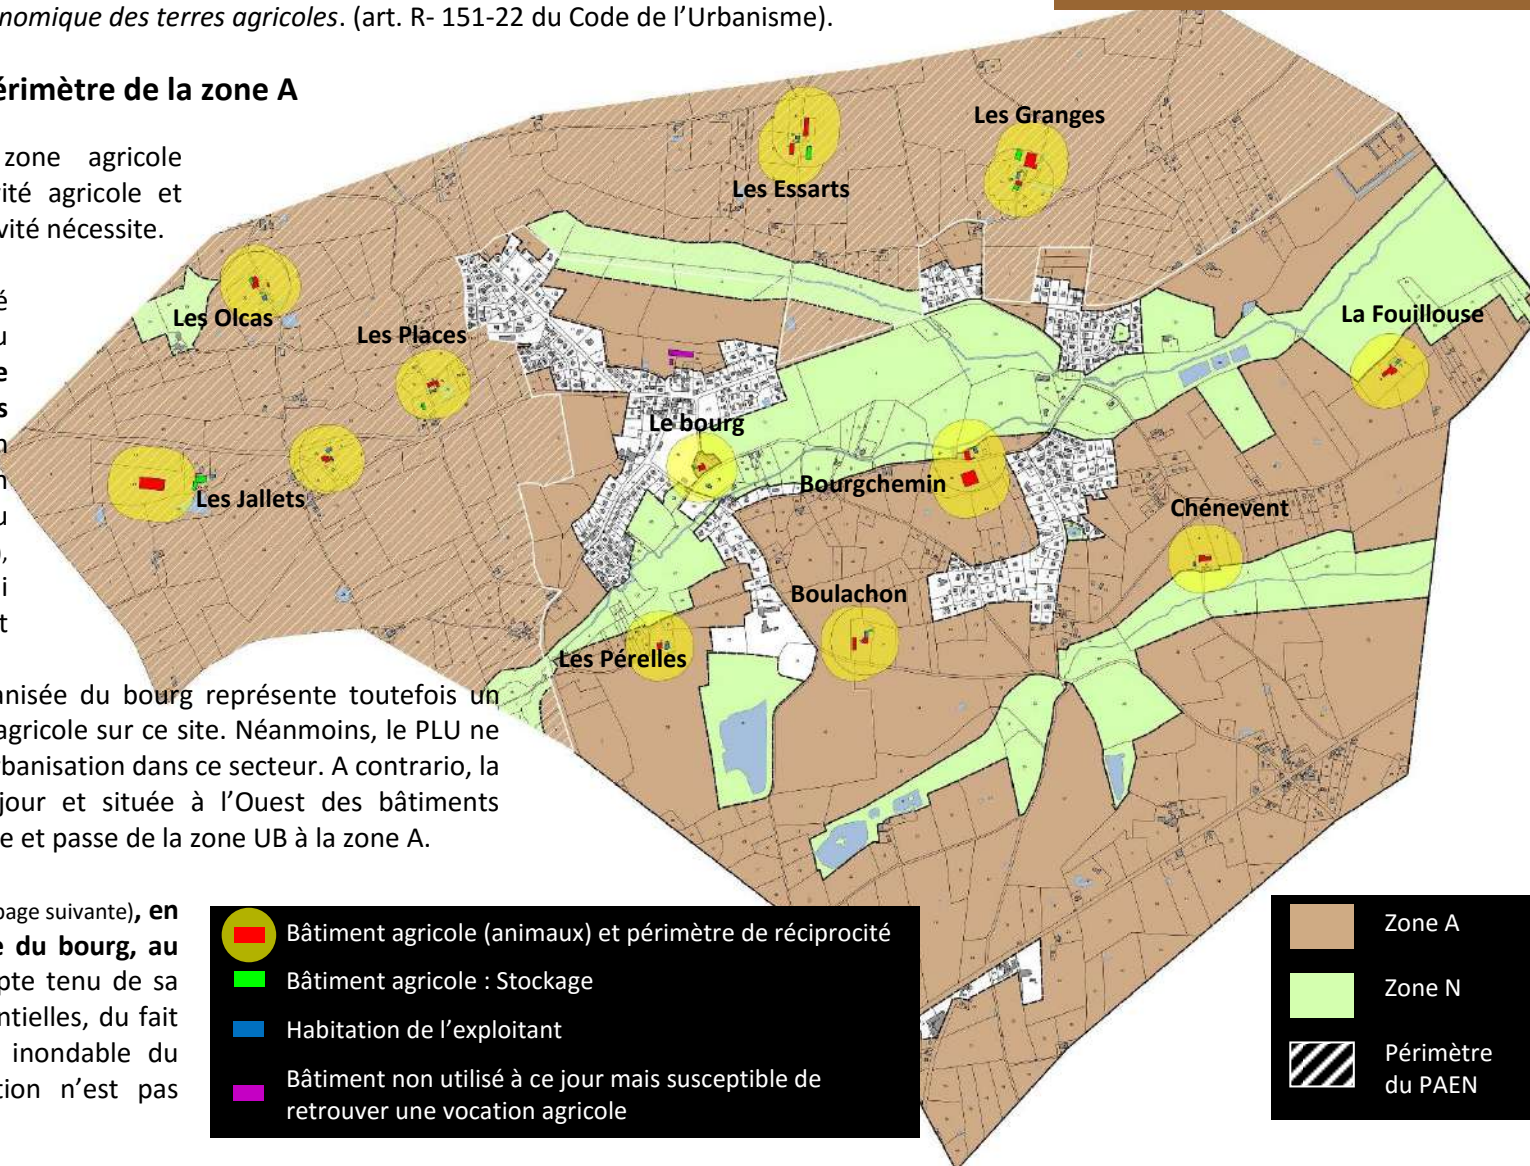 nomique des terres agricoles. (art. R- 151-22 du Code de l’Urbanisme).
érimètre de la zone A
zone agricole
rité agricole et
vité nécessite.
é
u
e
s
n
n
u
),
i
t
anisée du bourg représente toutefois un
agricole sur ce site. Néanmoins, le PLU ne
rbanisation dans ce secteur. A contrario, la
jour et située à l’Ouest des bâtiments
e et passe de la zone UB à la zone A.
page suivante), en
e du bourg, au
pte tenu de sa
ntielles, du fait
inondable du
tion n’est pas
Les Granges
Les Essarts
Les Olcas
Les Places
La Fouillouse
Le bourg
Bourgchemin
Les Jallets
Chénevent
Boulachon
Les Pérelles
Bâtiment agricole (animaux) et périmètre de réciprocité
Bâtiment agricole : Stockage
Habitation de l’exploitant
Bâtiment non utilisé à ce jour mais susceptible de
retrouver une vocation agricole
Zone A
Zone N
Périmètre
du PAEN